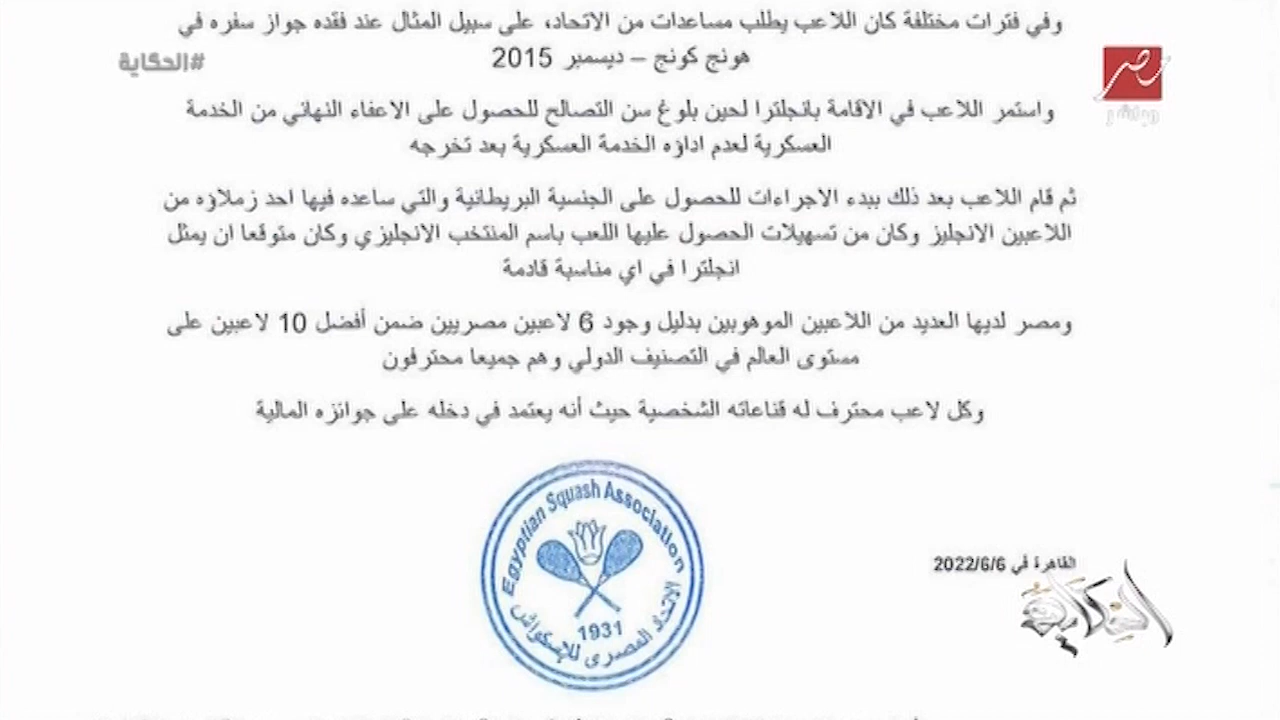 وفي فترات مختلفة كان اللاعب يطلب مساعدات من الاتحاد، على سبيل المثال عند فقده جواز سفره في
هونج كونج – ديسمبر 2015
#الحكاية
مصر
واستمر اللاعب في الاقامة بانجلترا لحين بلوغ سن التصالح للحصول على الاعفاء النهائي من الخدمة
العسكرية لعدم اداؤه الخدمة العسكرية بعد تخرجه
ثم قام اللاعب بعد ذلك ببدء الاجراءات للحصول على الجنسية البريطانية والتي ساعده فيها احد زملاؤه من
اللاعبين الانجليز وكان من تسهيلات الحصول عليها اللعب باسم المنتخب الانجليزي وكان متوقعا ان يمثل
انجلترا في اي مناسبة قادمة
ومصر لديها العديد من اللاعبين الموهوبين بدليل وجود 6 لاعبين مصريين ضمن أفضل 10 لاعبين على
مستوى العالم في التصنيف الدولي وهم جميعا محترفون
وكل لاعب محترف له قناعاته الشخصية حيث أنه يعتمد في دخله على جوائزه المالية
Egyptian Squash Association
1931
الاتحاد المصرى للإسكواش
القاهرة في 2022/6/6
الحكاية